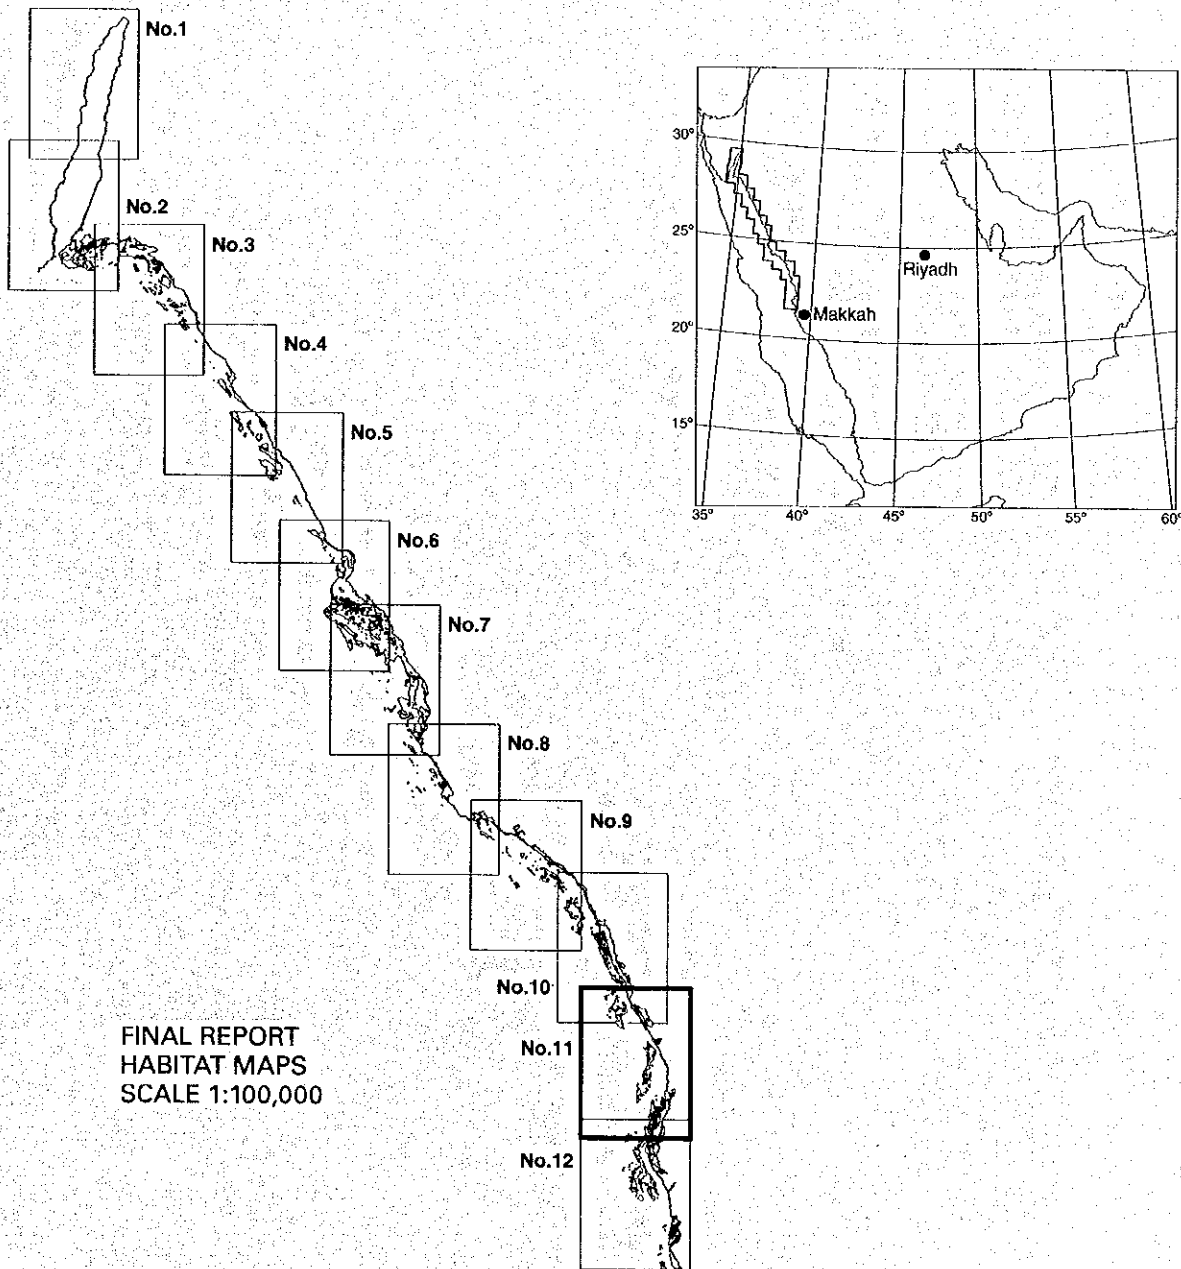 No.1
No.2
No.3
No.4
No.5
No.6
No.7
No.8
No.9
No.10
No.11
No.12
30°
25°
20°
15°
Riyadh
Makkah
35°
40°
45°
50°
55°
60°
FINAL REPORT
HABITAT MAPS
SCALE 1:100,000